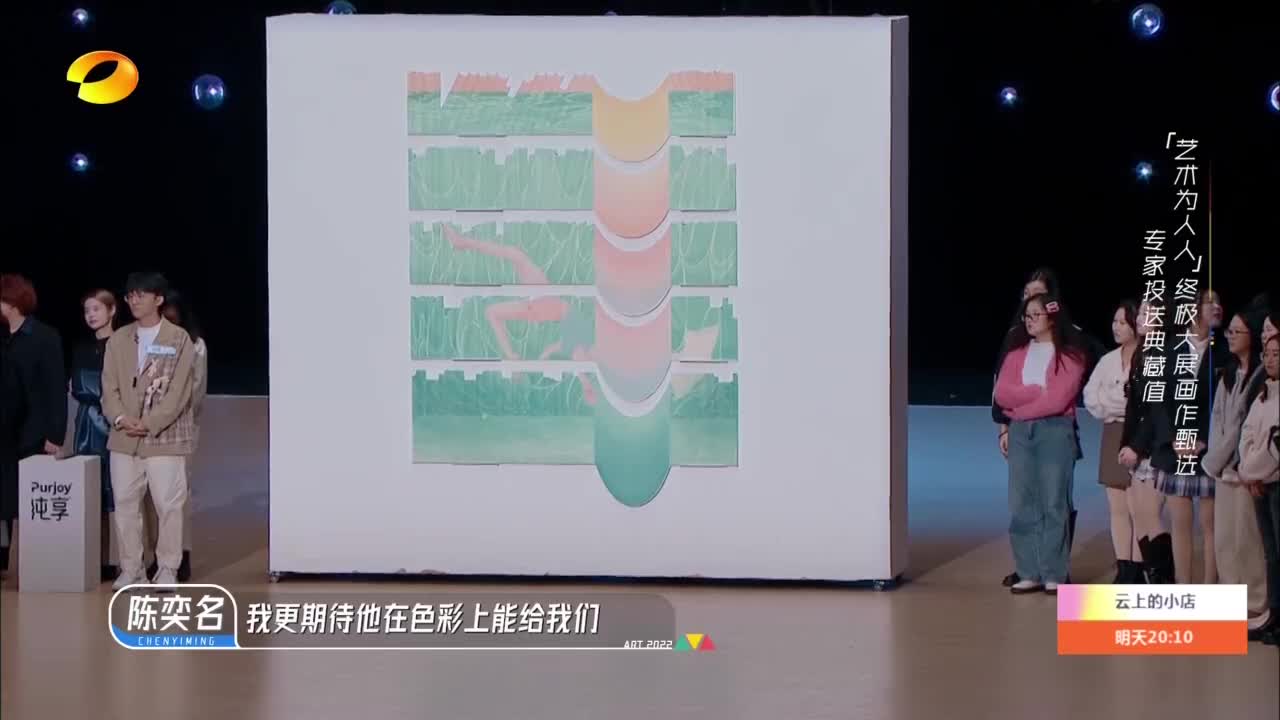 「艺术为人人」终极大展画作甄选
专家投送典藏值
Purjoy
纯享
陈奕名
CHENYIMING
我更期待他在色彩上能给我们
ART 2022
云上的小店
明天20:10